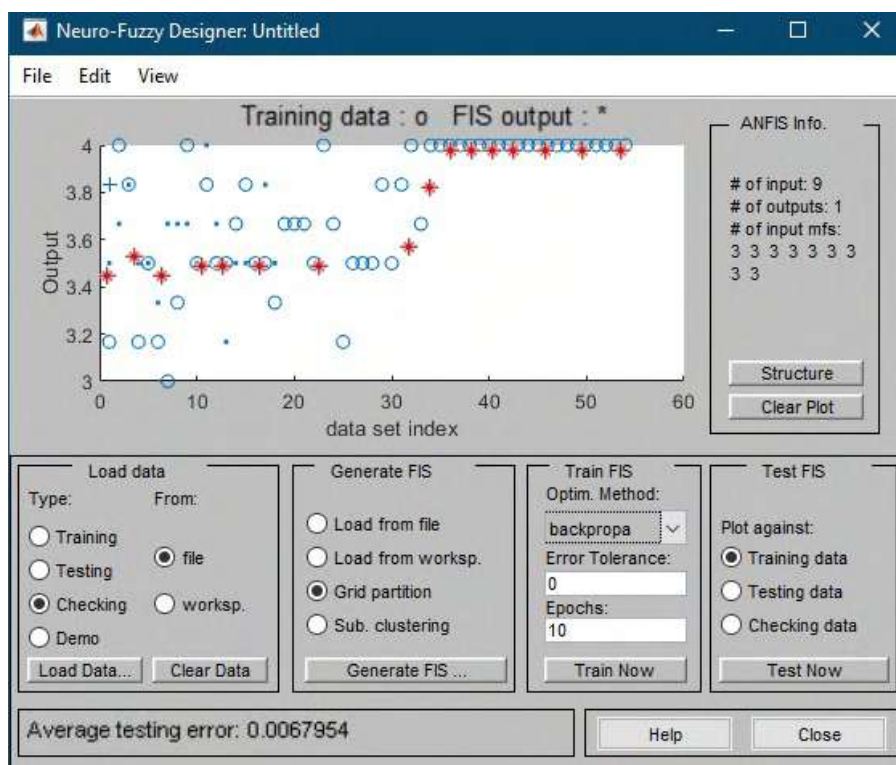 Neuro-Fuzzy Designer: Untitled
File Edit View
Training data : o FIS output : *
4
3.8
3.6
3.4
3.2
3
Output
0 10 20 30 40 50 60
data set index
ANFIS Info.
# of input: 9
# of outputs: 1
# of input mfs:
3 3 3 3 3 3 3
3 3
Structure
Clear Plot
Load data
Type: From:
Training
Testing
Checking
Demo
file
worksp.
Load Data... Clear Data
Generate FIS
Load from file
Load from worksp.
Grid partition
Sub. clustering
Generate FIS ...
Train FIS
Optim. Method:
backpropa
Error Tolerance:
0
Epochs:
10
Train Now
Test FIS
Plot against:
Training data
Testing data
Checking data
Test Now
Average testing error: 0.0067954
Help Close